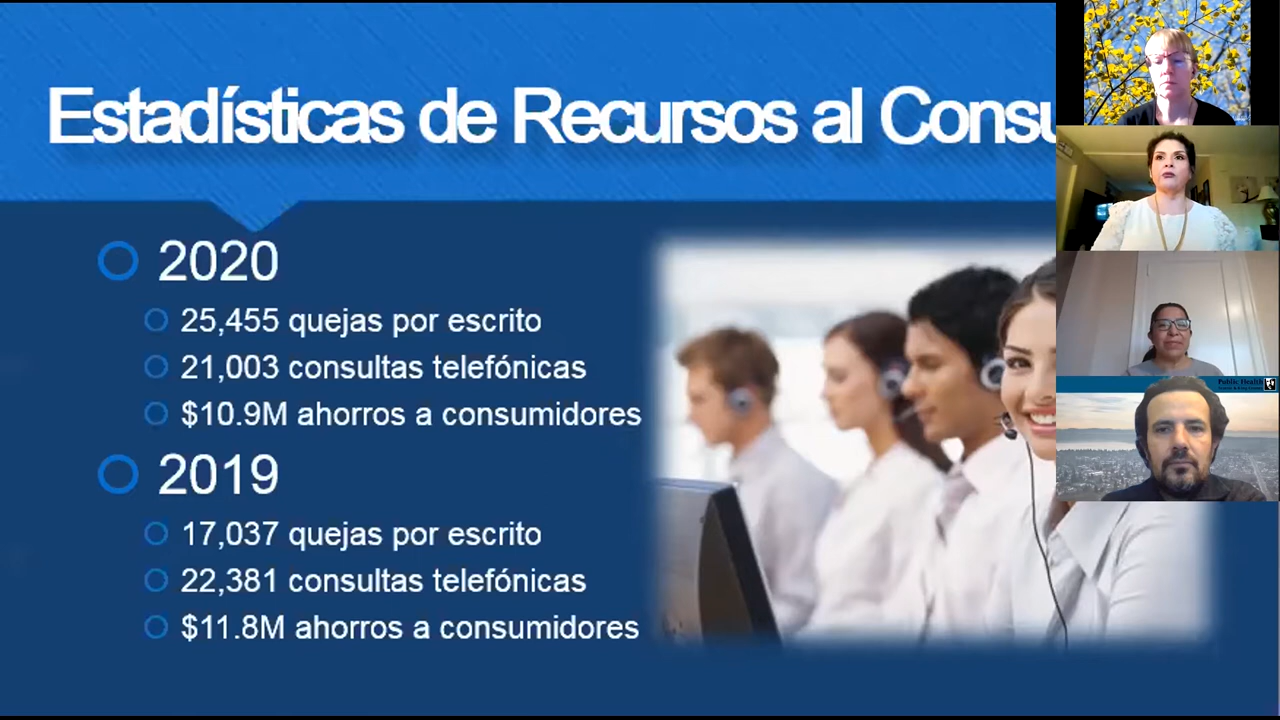 Estadísticas de Recursos al Consu
2020
25,455 quejas por escrito
21,003 consultas telefónicas
$10.9M ahorros a consumidores
2019
17,037 quejas por escrito
22,381 consultas telefónicas
$11.8M ahorros a consumidores
Public Health